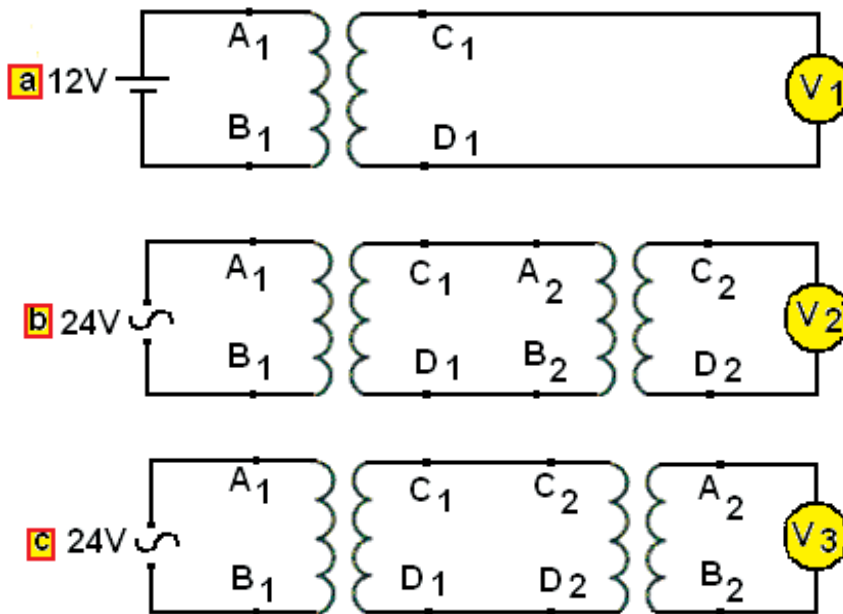 A1 C1
a 12V V1
B1 D1
A1 C1 A2 C2
b 24V V2
B1 D1 B2 D2
A1 C1 C2 A2
c 24V V3
B1 D1 D2 B2